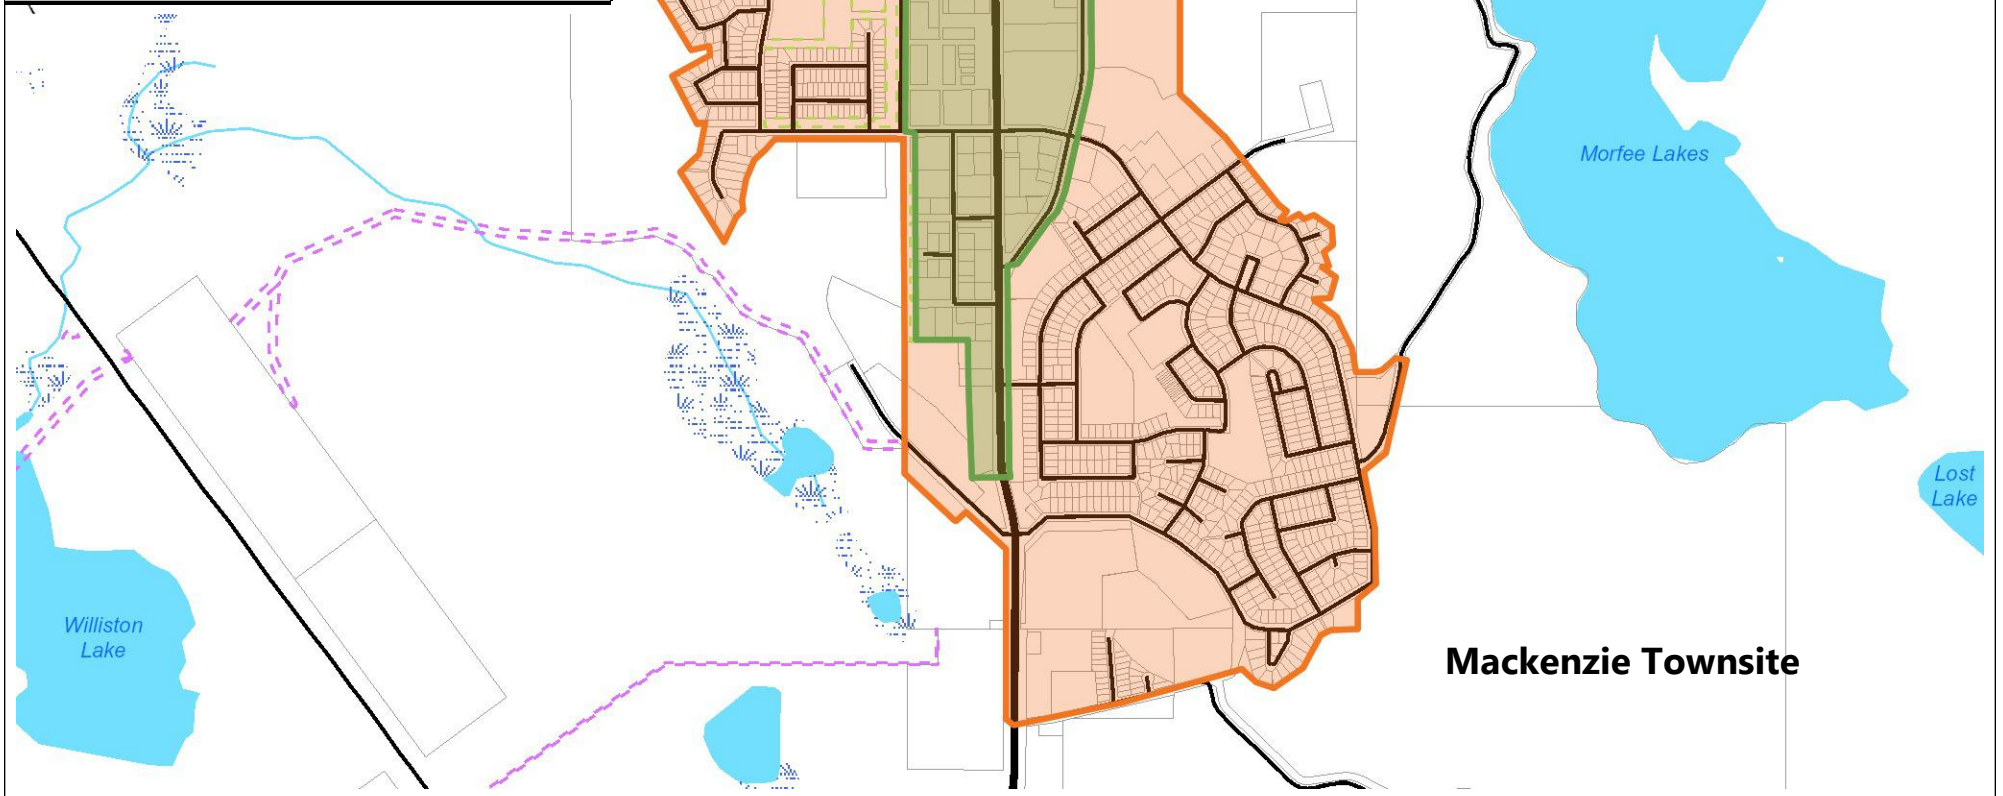 Morfee Lakes
Lost
Lake
Williston
Lake
Mackenzie Townsite